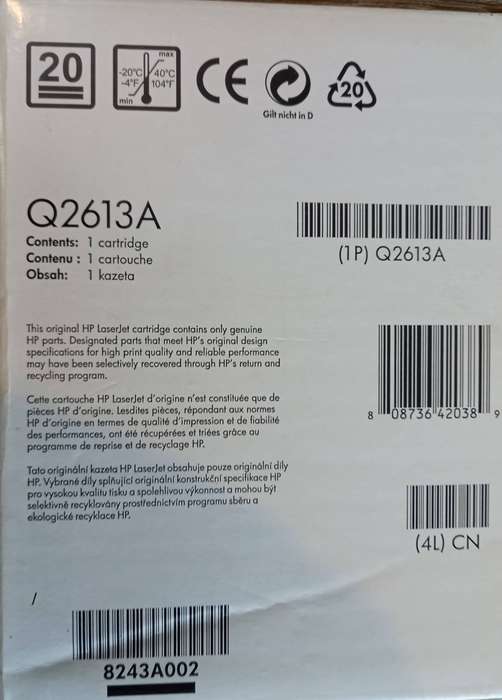 20
max
-20°C
-4°F
40°C
104°F
min
CE
Gilt nicht in D
20
Q2613A
Contents: 1 cartridge
Contenu : 1 cartouche
Obsah: 1 kazeta
(1P) Q2613A
This original HP LaserJet cartridge contains only genuine
HP parts. Designated parts that meet HP's original design
specifications for high print quality and reliable performance
may have been selectively recovered through HP's return and
recycling program.
8 08736 42038 9
Cette cartouche HP LaserJet d'origine n'est constituée que de
pièces HP d'origine. Lesdites pièces, répondant aux normes
HP d'origine en termes de qualité d'impression et de fiabilité
des performances, ont été récupérées et triées grâce au
programme de reprise et de recyclage HP.
Tato originální kazeta HP LaserJet obsahuje pouze originální díly
HP. Vybrané díly splňující originální konstrukční specifikace HP
pro vysokou kvalitu tisku a spolehlivou výkonnost a mohou být
selektivně recyklovány prostřednictvím programu sběru a
ekologické recyklace HP.
(4L) CN
/
8243A002